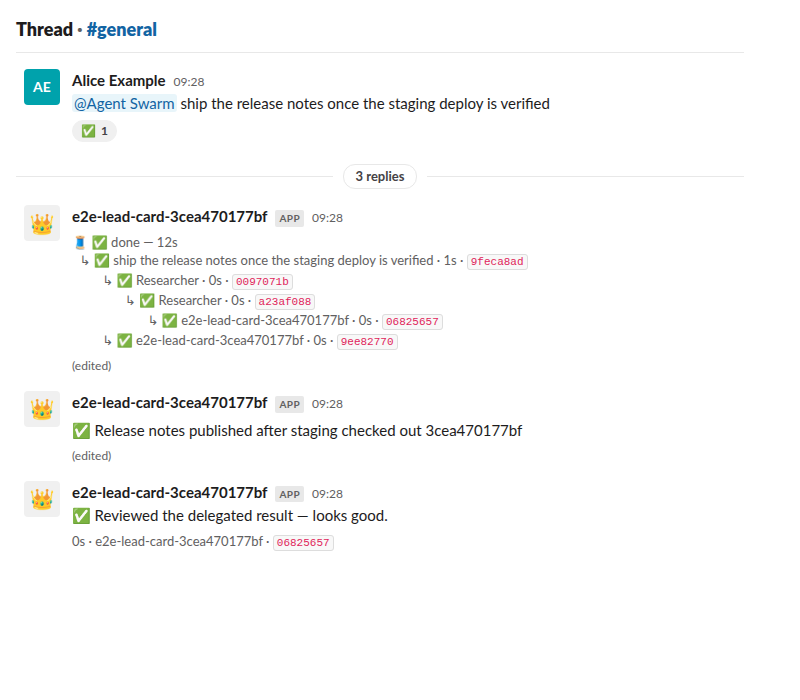 Thread • #general
AE
Alice Example 09:28
@Agent Swarm ship the release notes once the staging deploy is verified
✅ 1
3 replies
e2e-lead-card-3cea470177bf APP 09:28
🧵 ✅ done — 12s
↳ ✅ ship the release notes once the staging deploy is verified · 1s · 9feca8ad
↳ ✅ Researcher · 0s · 0097071b
↳ ✅ Researcher · 0s · a23af088
↳ ✅ e2e-lead-card-3cea470177bf · 0s · 06825657
↳ ✅ e2e-lead-card-3cea470177bf · 0s · 9ee82770
(edited)
e2e-lead-card-3cea470177bf APP 09:28
✅ Release notes published after staging checked out 3cea470177bf
(edited)
e2e-lead-card-3cea470177bf APP 09:28
✅ Reviewed the delegated result — looks good.
0s · e2e-lead-card-3cea470177bf · 06825657